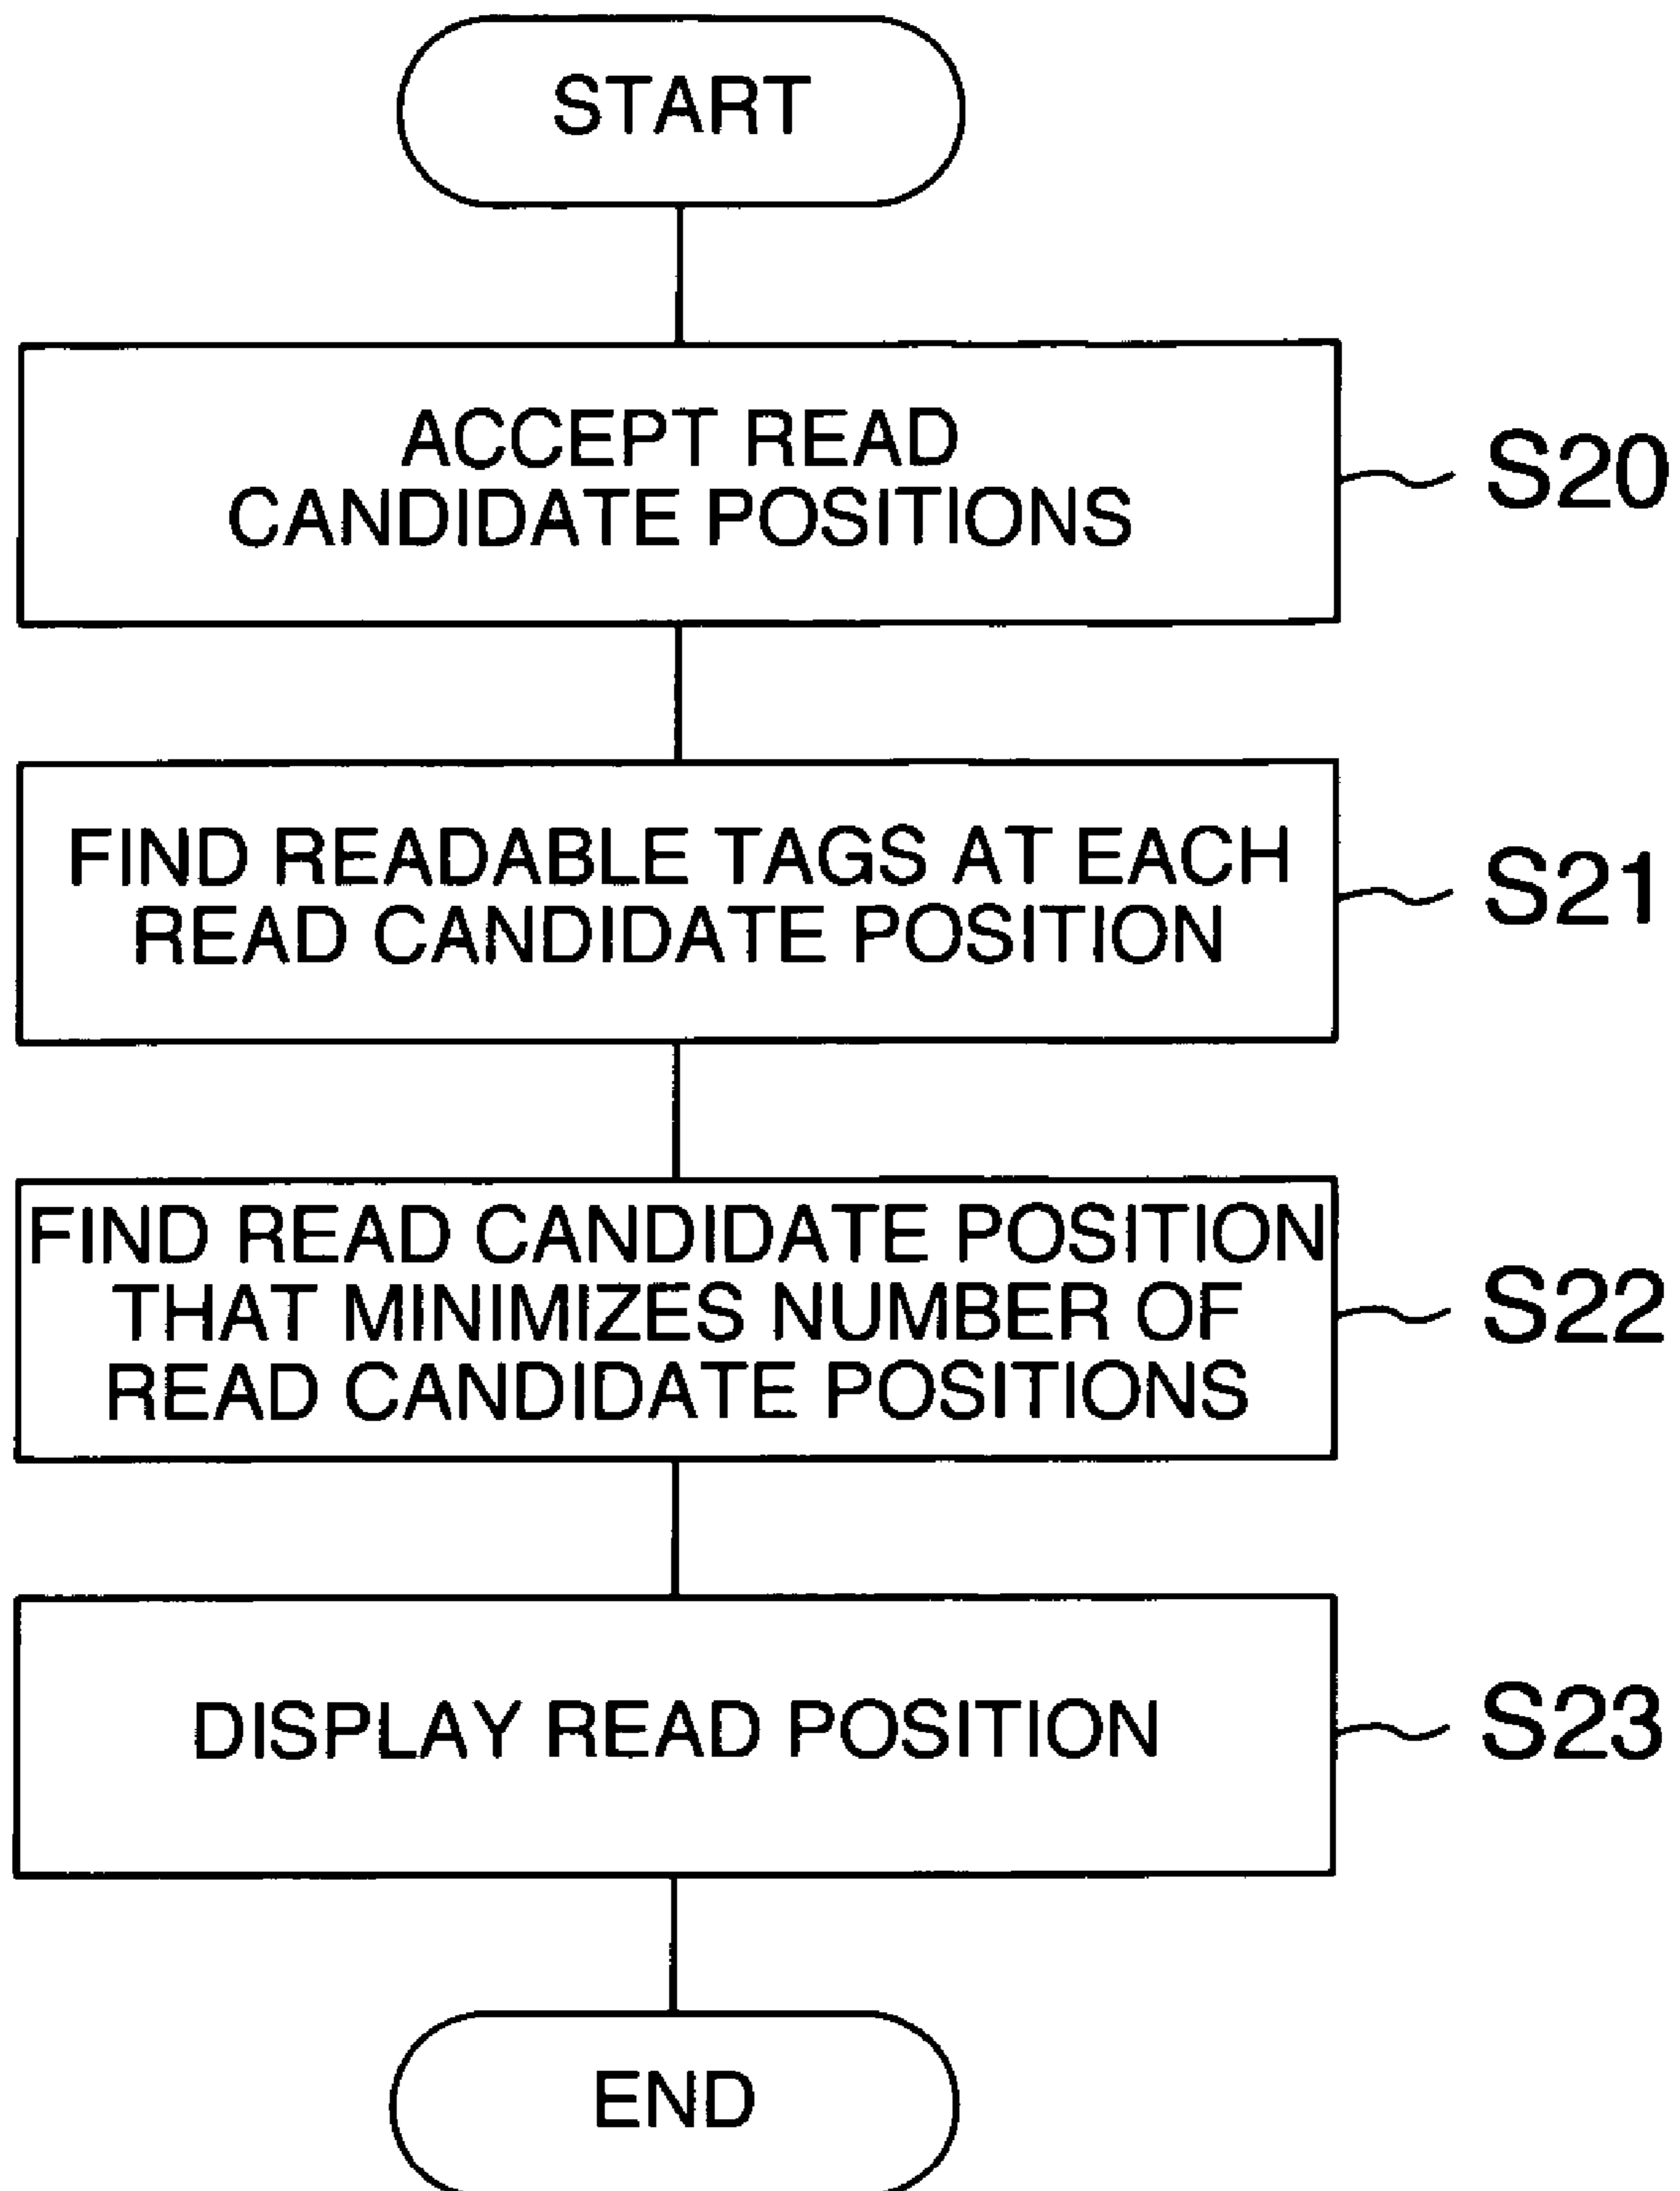 START
ACCEPT READ
CANDIDATE POSITIONS
S20
FIND READABLE TAGS AT EACH
READ CANDIDATE POSITION
S21
FIND READ CANDIDATE POSITION
THAT MINIMIZES NUMBER OF
READ CANDIDATE POSITIONS
S22
DISPLAY READ POSITION
S23
END